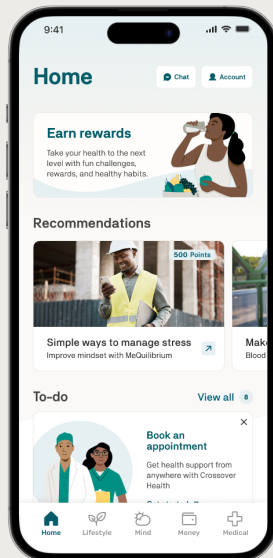 9:41
Home
Chat
Account
Earn rewards
Take your health to the next
level with fun challenges,
rewards, and healthy habits.
Recommendations
500 Points
Simple ways to manage stress
Improve mindset with MeQuilibrium
Blood
To-do
View all 8
Book an
appointment
Get health support from
anywhere with Crossover
Health
Home
Lifestyle
Mind
Money
Medical